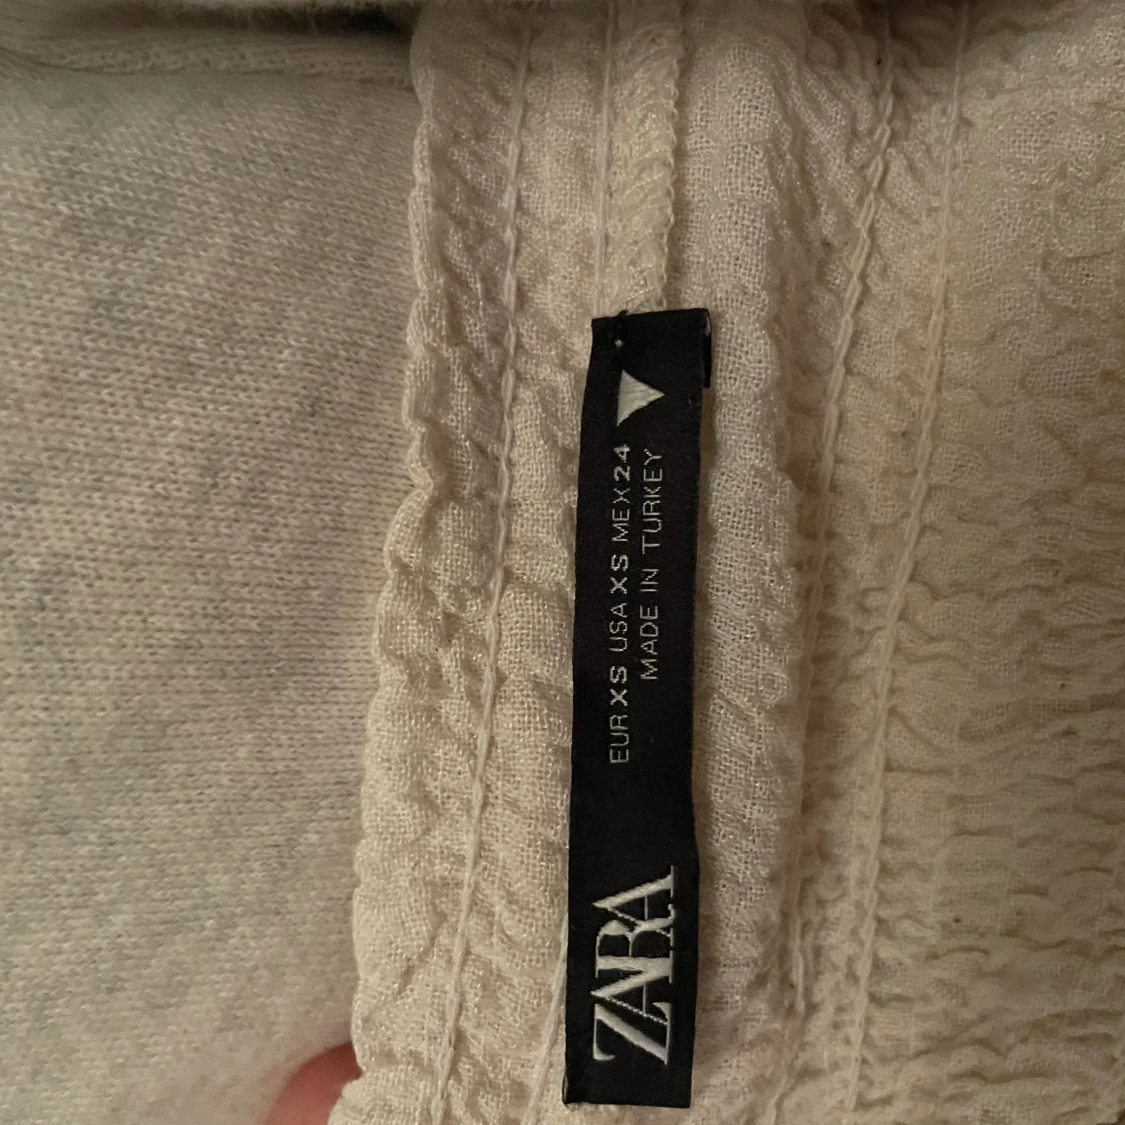 ZARA
EUR XS USA XS MEX 24
MADE IN TURKEY